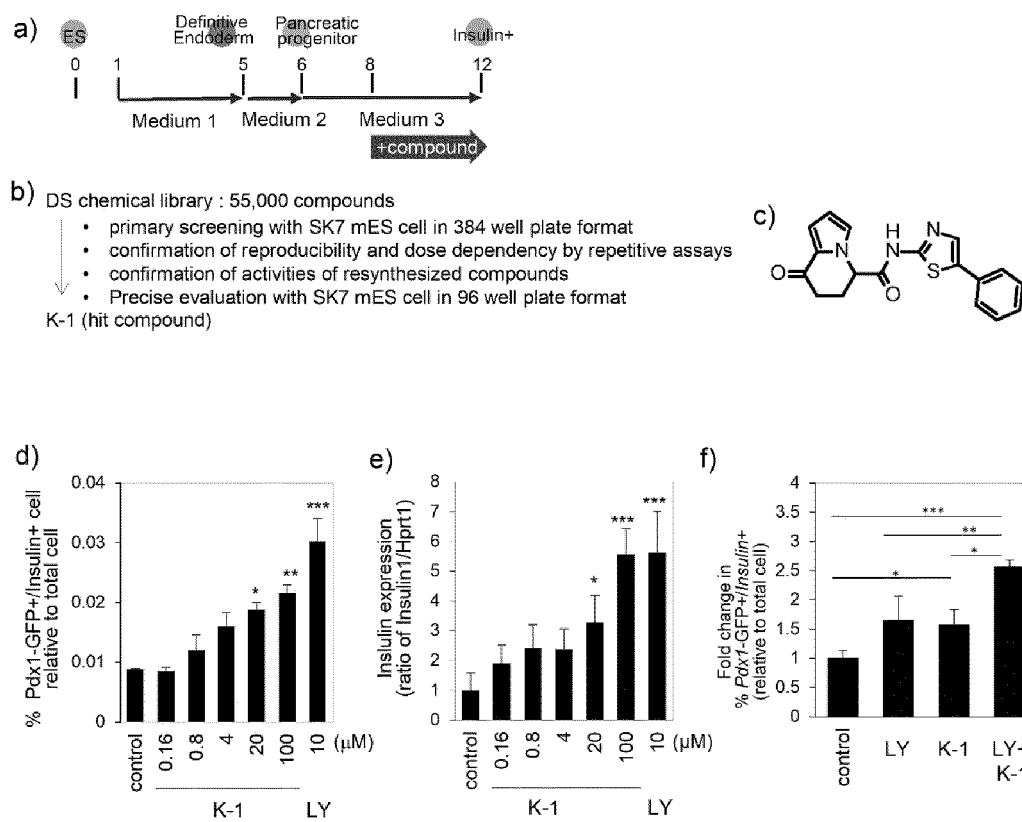 a)
ES
Definitive Endoderm
Pancreatic progenitor
Insulin+
0 1 5 6 8 12
Medium 1 Medium 2 Medium 3
+compound
b)
DS chemical library : 55,000 compounds
• primary screening with SK7 mES cell in 384 well plate format
• confirmation of reproducibility and dose dependency by repetitive assays
• confirmation of activities of resynthesized compounds
• Precise evaluation with SK7 mES cell in 96 well plate format
K-1 (hit compound)
c)
N
H
N
N
O
O
S
d)
% Pdx1-GFP+/Insulin+ cell
relative to total cell
0.04
0.03
0.02
0.01
0
* ** ***
control 0.16 0.8 4 20 100 10 (µM)
K-1 LY
e)
Inslulin expression
(ratio of Insulin1/Hprt1)
8
7
6
5
4
3
2
1
0
* *** ***
control 0.16 0.8 4 20 100 10 (µM)
K-1 LY
f)
Fold change in
% Pdx1-GFP+/Insulin+
(relative to total cell)
4
3.5
3
2.5
2
1.5
1
0.5
0
***
**
*
*
control LY K-1 LY+
K-1